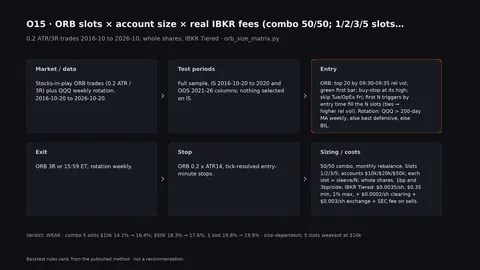 O15 · ORB slots × account size × real IBKR fees (combo 50/50; 1/2/3/5 slots…
0.2 ATR/3R trades 2016-10 to 2026-10, whole shares, IBKR Tiered · orb_size_matrix.py
Market / data
Stocks-in-play ORB trades (0.2 ATR /
3R) plus QQQ weekly rotation,
2016-10-20 to 2026-10-20.
Test periods
Full sample, IS 2016-10 to 2020 and
OOS 2021-26 columns; nothing selected
on IS.
Entry
ORB: top 20 by 09:30-09:35 rel vol;
green first bar; buy-stop at its high;
skip Tue/OpEx Fri; first N triggers by
entry time fill the N slots (ties →
higher rel vol). Rotation: QQQ > 200-day
MA weekly, else best defensive, else
BIL.
Exit
ORB 3R or 15:59 ET; rotation weekly.
Stop
ORB 0.2 x ATR14, tick-resolved entry-
minute stops.
Sizing / costs
50/50 combo, monthly rebalance. Slots
1/2/3/5; accounts $10k/$20k/$50k; each
slot = sleeve/N; whole shares. 1bp and
3bp/side; IBKR Tiered: $0.0035/sh, $0.35
min, 1% max, + $0.0002/sh clearing +
$0.003/sh exchange + SEC fee on sells.
Verdict: WEAK · combo 5 slots $10K 14.1% → 16.4%; $50K 18.3% → 17.6%; 1 slot 19.8% → 19.8% · size-dependent; 5 slots weakest at $10k
Backtest rules card, from the published method · not a recommendation.